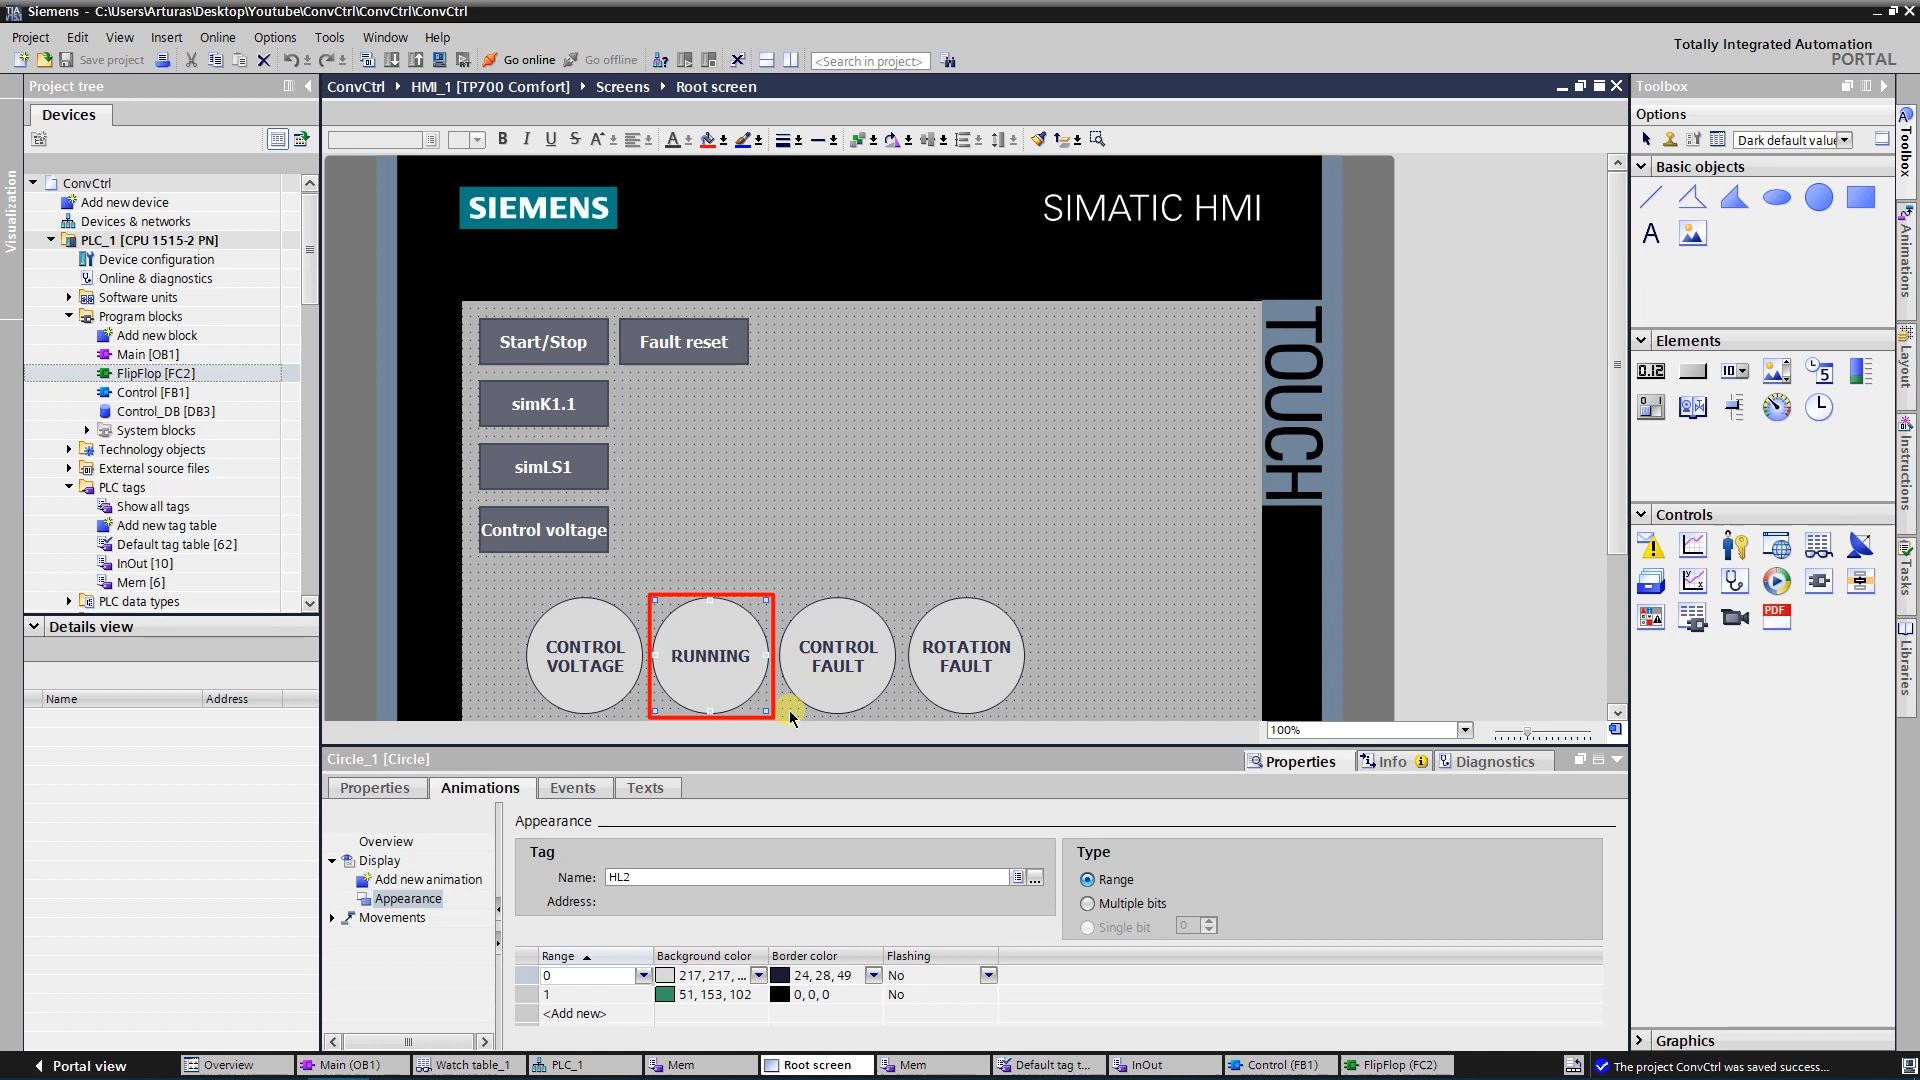 Siemens - C:\Users\Arturas\Desktop\Youtube\ConvCtrl\ConvCtrl\ConvCtrl
Project Edit View Insert Online Options Tools Window Help
Totally Integrated Automation
PORTAL
Save project
Go online
Go offline
<Search in project>
Project tree
ConvCtrl
HMI_1 [TP700 Comfort]
Screens
Root screen
Toolbox
Devices
Options
Dark default value
Visualization
ConvCtrl
Add new device
Devices & networks
PLC_1 [CPU 1515-2 PN]
Device configuration
Online & diagnostics
Software units
Program blocks
Add new block
Main [OB1]
FlipFlop [FC2]
Control [FB1]
Control_DB [DB3]
System blocks
Technology objects
External source files
PLC tags
Show all tags
Add new tag table
Default tag table [62]
InOut [10]
Mem [6]
PLC data types
Details view
Name Address
SIEMENS
SIMATIC HMI
TOUCH
Start/Stop
Fault reset
simK1.1
simLS1
Control voltage
CONTROL
VOLTAGE
RUNNING
CONTROL
FAULT
ROTATION
FAULT
100%
Basic objects
A
Elements
0.12
10
5
0 1
Controls
PDF
Graphics
Toolbox
Animations
Layout
Instructions
Tasks
Libraries
Circle_1 [Circle]
Properties
Info
Diagnostics
Properties
Animations
Events
Texts
Overview
Display
Add new animation
Appearance
Movements
Appearance
Tag
Name: HL2
Address:
Type
Range
Multiple bits
Single bit 0
Range Background color Border color Flashing
0 217, 217, ... 24, 28, 49 No
1 51, 153, 102 0, 0, 0 No
<Add new>
Portal view
Overview
Main (OB1)
Watch table_1
PLC_1
Mem
Root screen
Mem
Default tag t...
InOut
Control (FB1)
FlipFlop (FC2)
The project ConvCtrl was saved success...